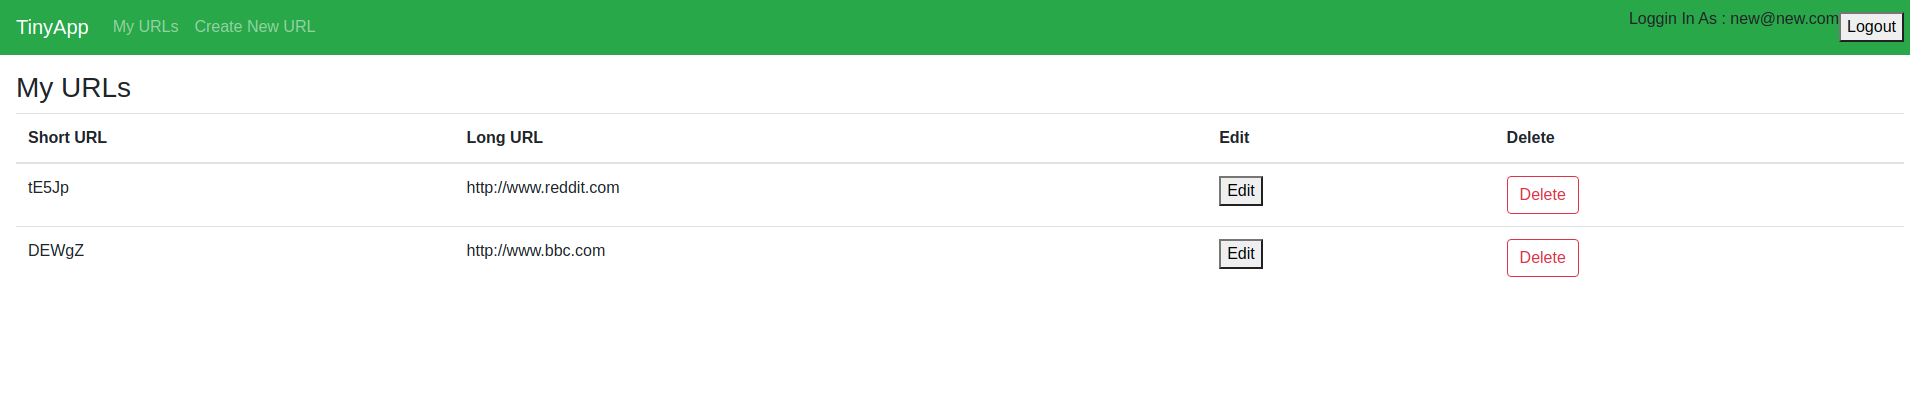 TinyApp My URLs Create New URL Loggin In As : new@new.com Logout
My URLs
Short URL Long URL Edit Delete
tE5Jp http://www.reddit.com Edit Delete
DEWgZ http://www.bbc.com Edit Delete